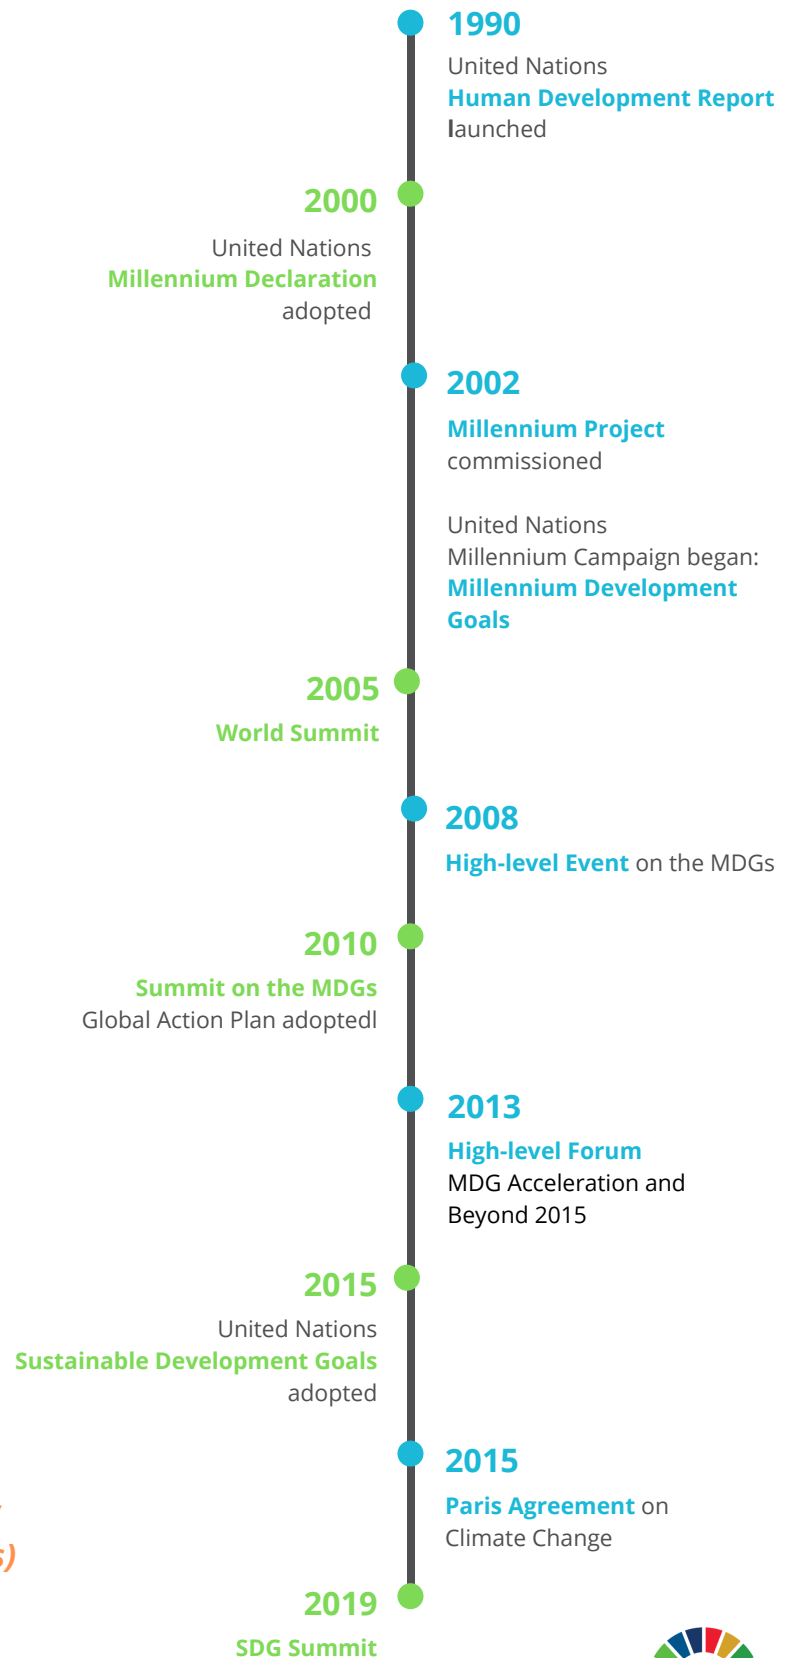 1990
United Nations
Human Development Report
launched
2000
United Nations
Millennium Declaration
adopted
2002
Millennium Project
commissioned
United Nations
Millennium Campaign began:
Millennium Development
Goals
2005
World Summit
2008
High-level Event on the MDGs
2010
Summit on the MDGs
Global Action Plan adoptedl
2013
High-level Forum
MDG Acceleration and
Beyond 2015
2015
United Nations
Sustainable Development Goals
adopted
2015
Paris Agreement on
Climate Change
s)
2019
SDG Summit